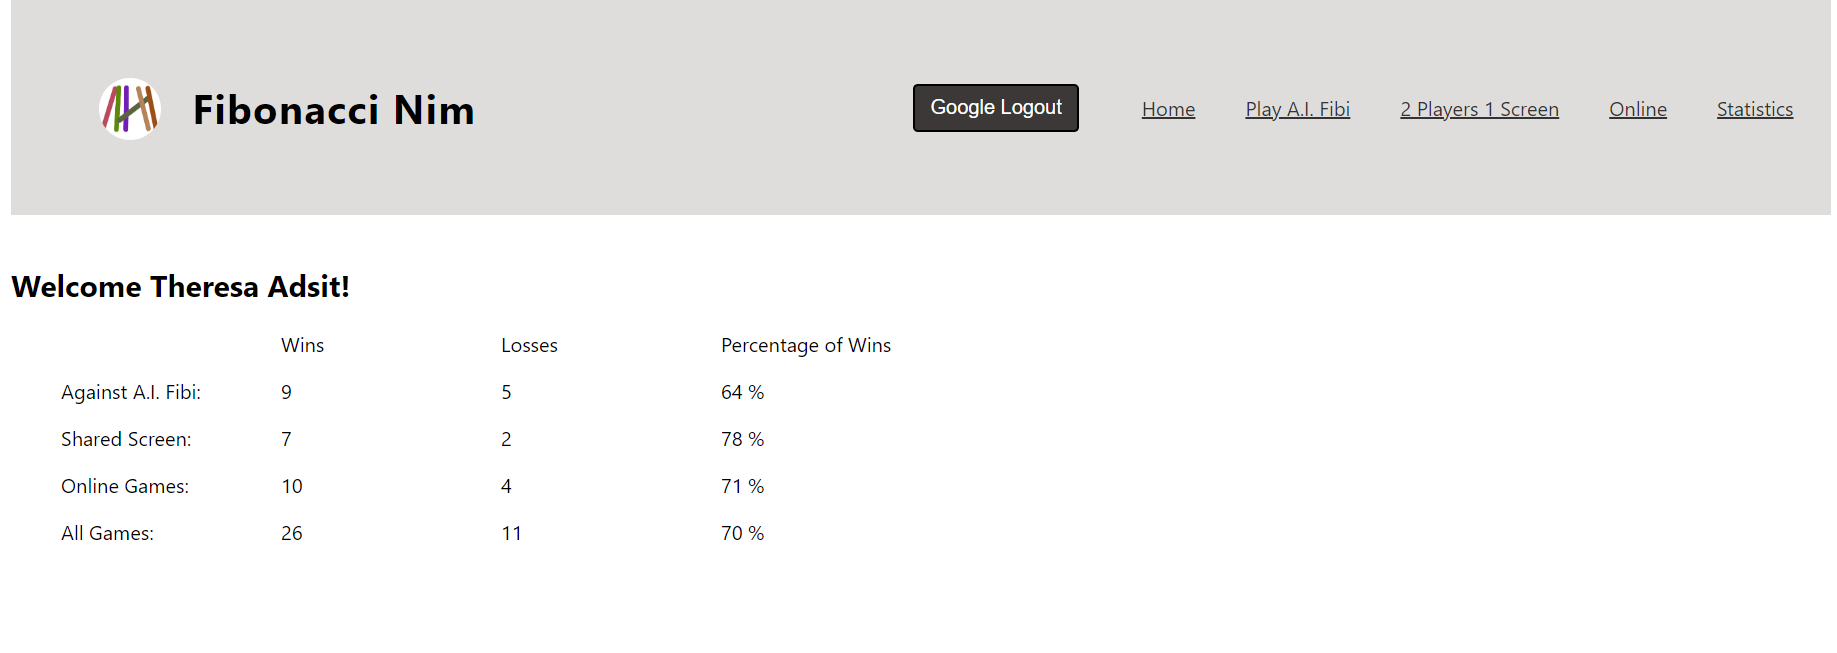 Fibonacci Nim
Google Logout Home Play A.I. Fibi 2 Players 1 Screen Online Statistics
Welcome Theresa Adsit!
Wins Losses Percentage of Wins
Against A.I. Fibi: 9 5 64 %
Shared Screen: 7 2 78 %
Online Games: 10 4 71 %
All Games: 26 11 70 %